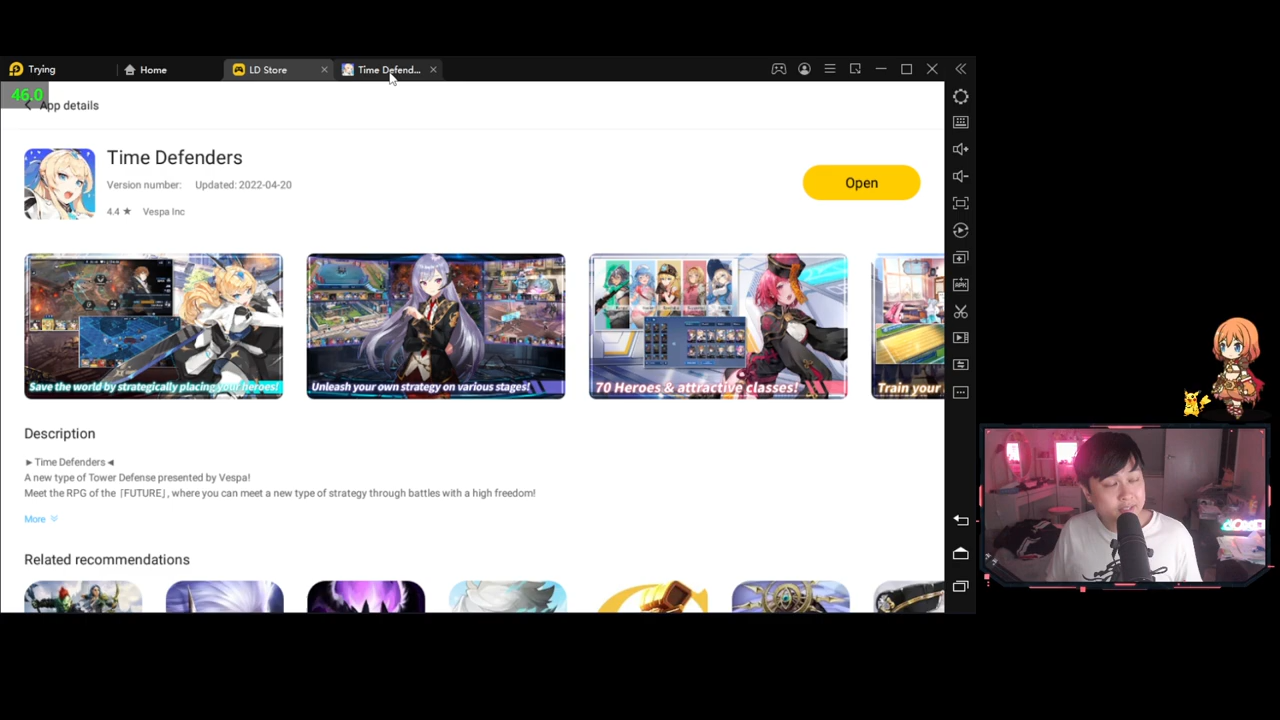 Trying
Home
LD Store
Time Defend...
46.0
App details
Time Defenders
Version number: Updated: 2022-04-20
4.4 ★ Vespa Inc
Open
Save the world by strategically placing your heroes!
Unleash your own strategy on various stages!
70 Heroes & attractive classes!
Train your
Description
►Time Defenders◄
A new type of Tower Defense presented by Vespa!
Meet the RPG of the「FUTURE」, where you can meet a new type of strategy through battles with a high freedom!
More
Related recommendations
APK